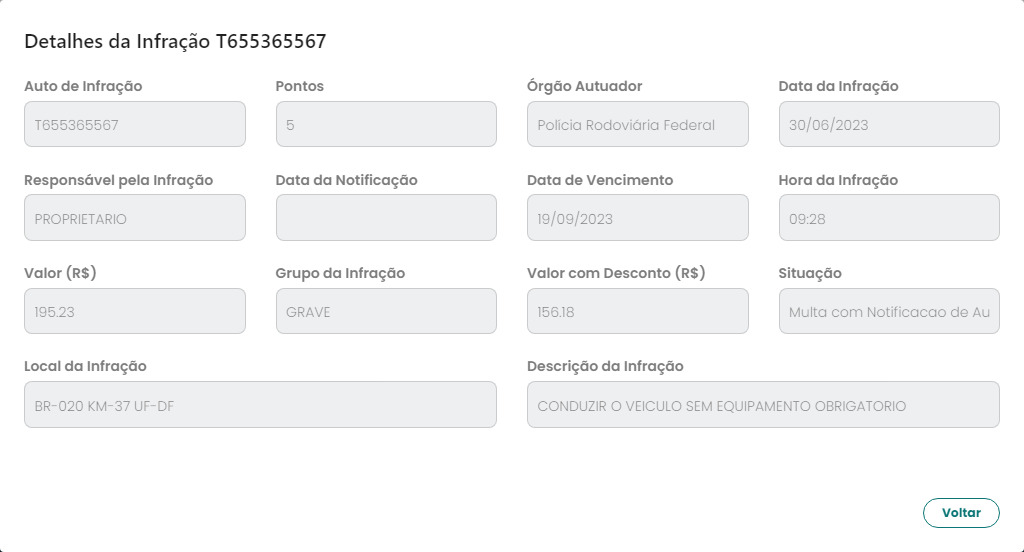 Detalhes da Infração T655365567
Auto de Infração Pontos Órgão Autuador Data da Infração
T655365567 5 Polícia Rodoviária Federal 30/06/2023
Responsável pela Infração Data da Notificação Data de Vencimento Hora da Infração
PROPRIETARIO 19/09/2023 09:28
Valor (R$) Grupo da Infração Valor com Desconto (R$) Situação
195.23 GRAVE 156.18 Multa com Notificacao de Au
Local da Infração Descrição da Infração
BR-020 KM-37 UF-DF CONDUZIR O VEICULO SEM EQUIPAMENTO OBRIGATORIO
Voltar